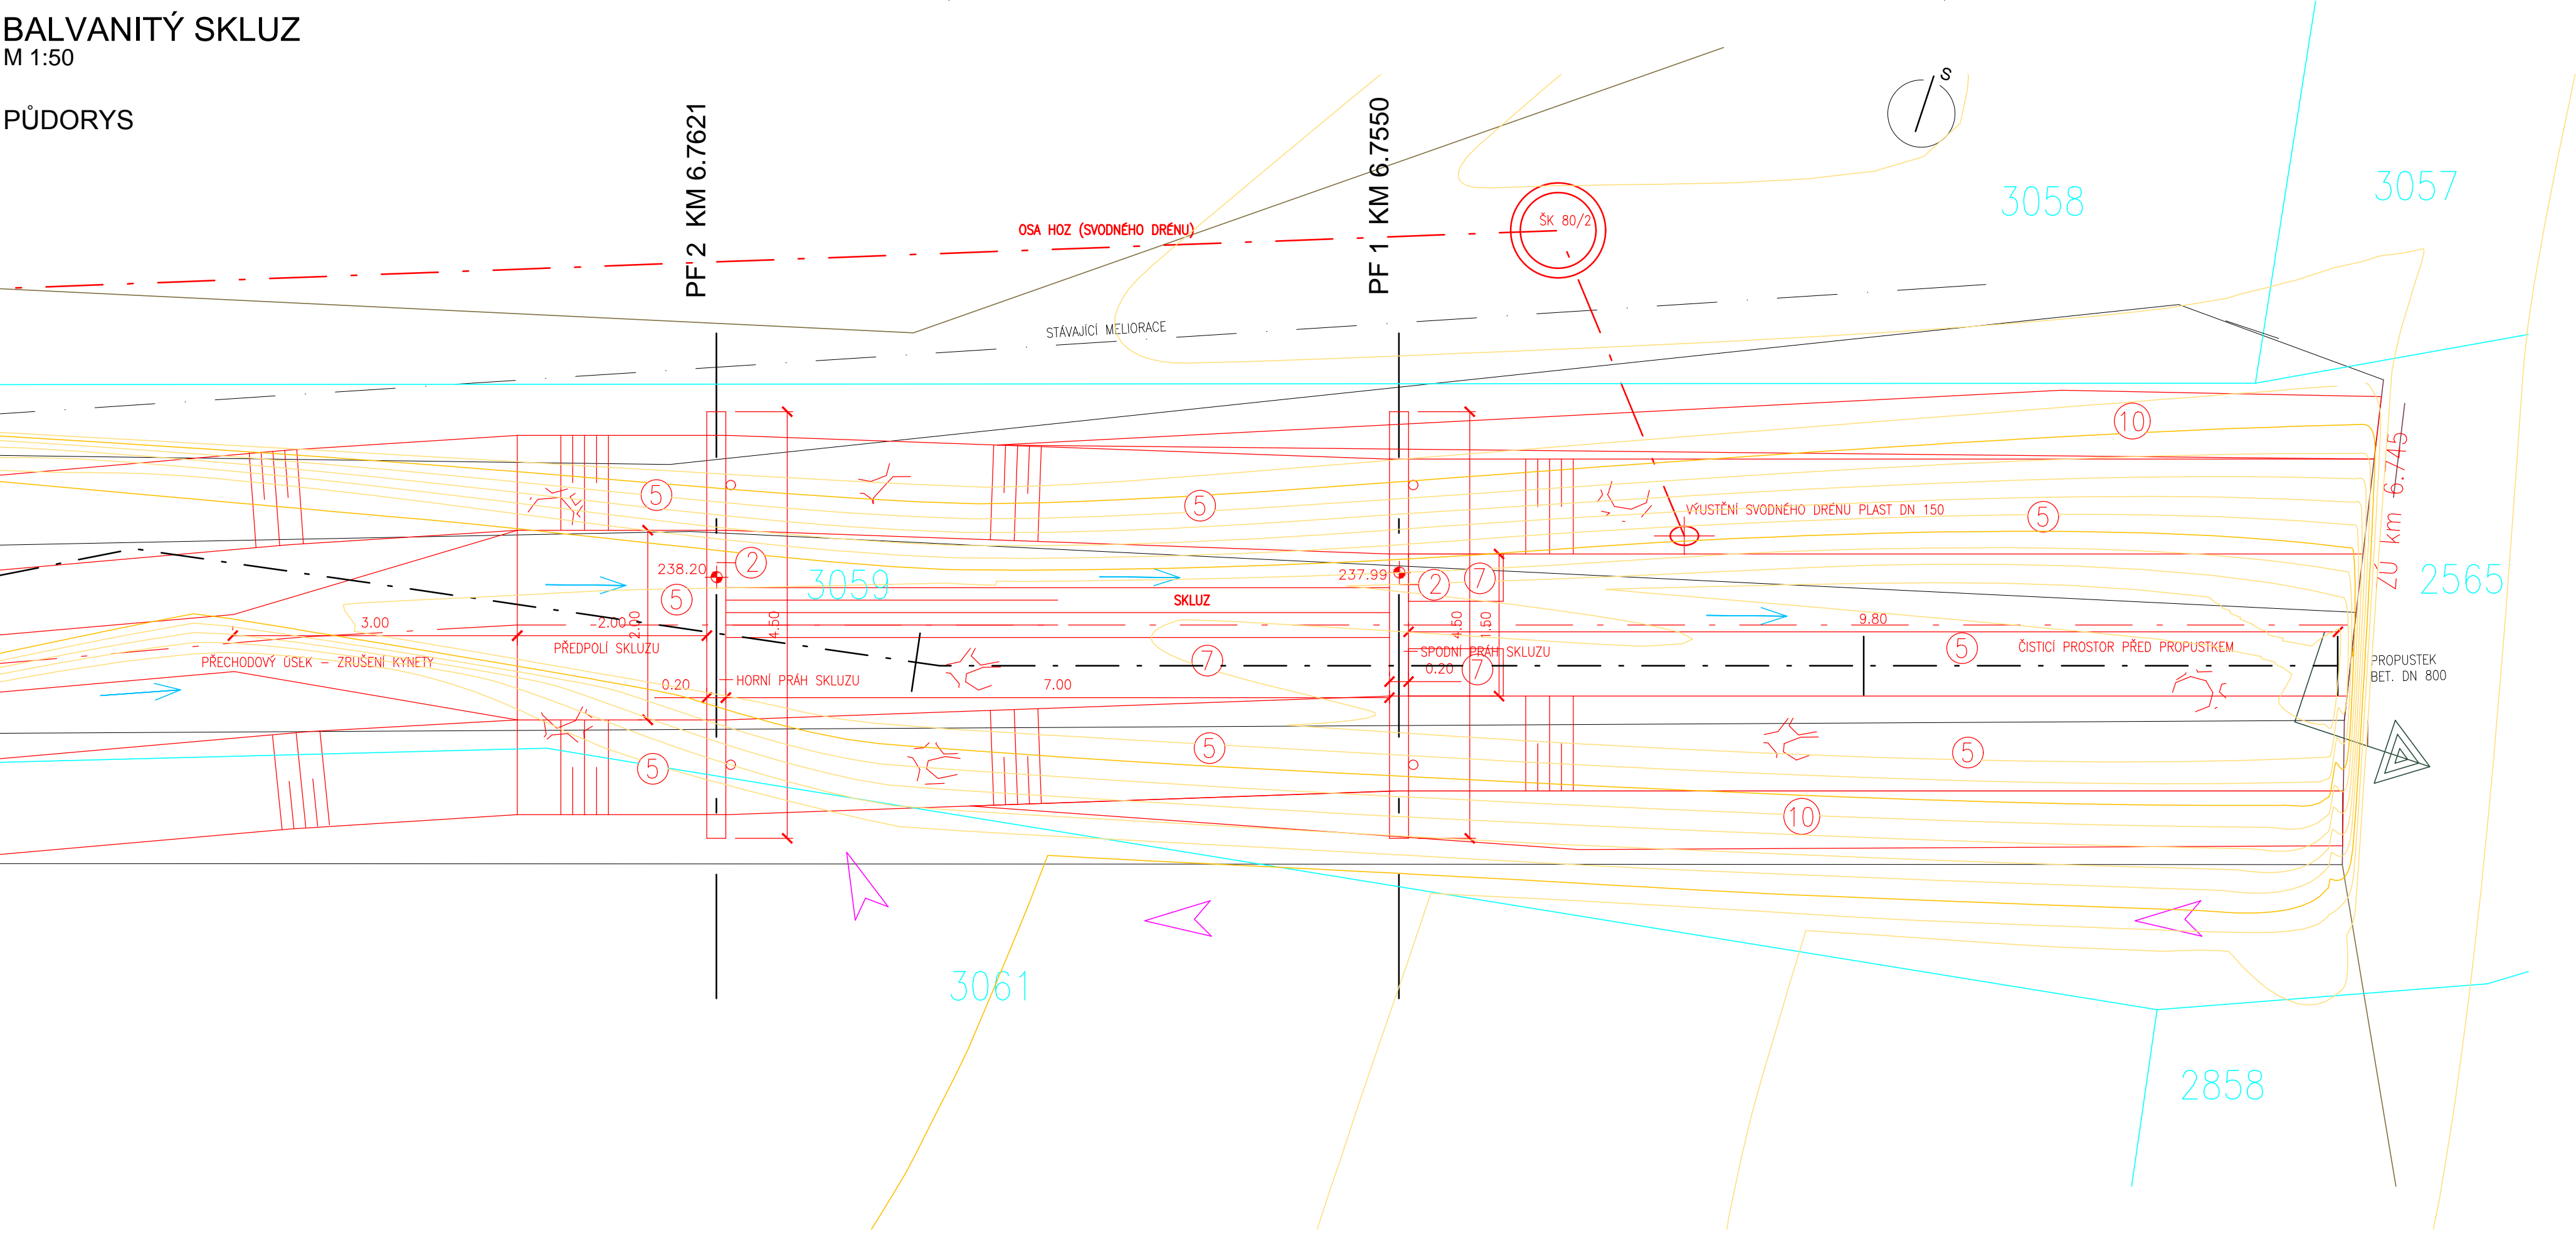 BALVANITÝ SKLUZ
M 1:50
PŮDORYS
PF 2 KM 6.7621
PF 1 KM 6.7550
S
3058
3057
OSA HOZ (SVODNÉHO DRÉNU)
ŠK 80/2
STÁVAJÍCÍ MELIORACE
10
5
5
5
VÝUSTĚNÍ SVODNÉHO DRÉNU PLAST DN 150
ZÚ km 6.745
238.20
2
3059
237.99
2
7
2565
5
SKLUZ
3.00
2.00
2.00
4.50
4.50
1.50
9.80
PŘECHODOVÝ ÚSEK – ZRUŠENÍ KYNETY
PŘEDPOLÍ SKLUZU
7
SPODNÍ PRÁH SKLUZU
5
ČISTICÍ PROSTOR PŘED PROPUSTKEM
PROPUSTEK
BET. DN 800
0.20
HORNÍ PRÁH SKLUZU
7.00
0.20
7
5
5
5
10
3061
2858